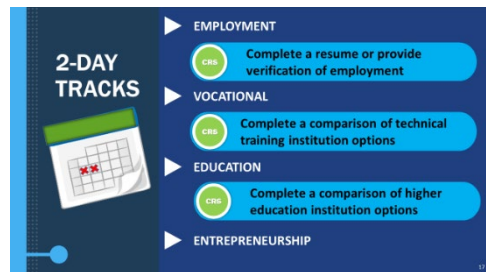 2-DAY
TRACKS
EMPLOYMENT
CRS
Complete a resume or provide
verification of employment
VOCATIONAL
CRS
Complete a comparison of technical
training institution options
EDUCATION
CRS
Complete a comparison of higher
education institution options
ENTREPRENEURSHIP
17